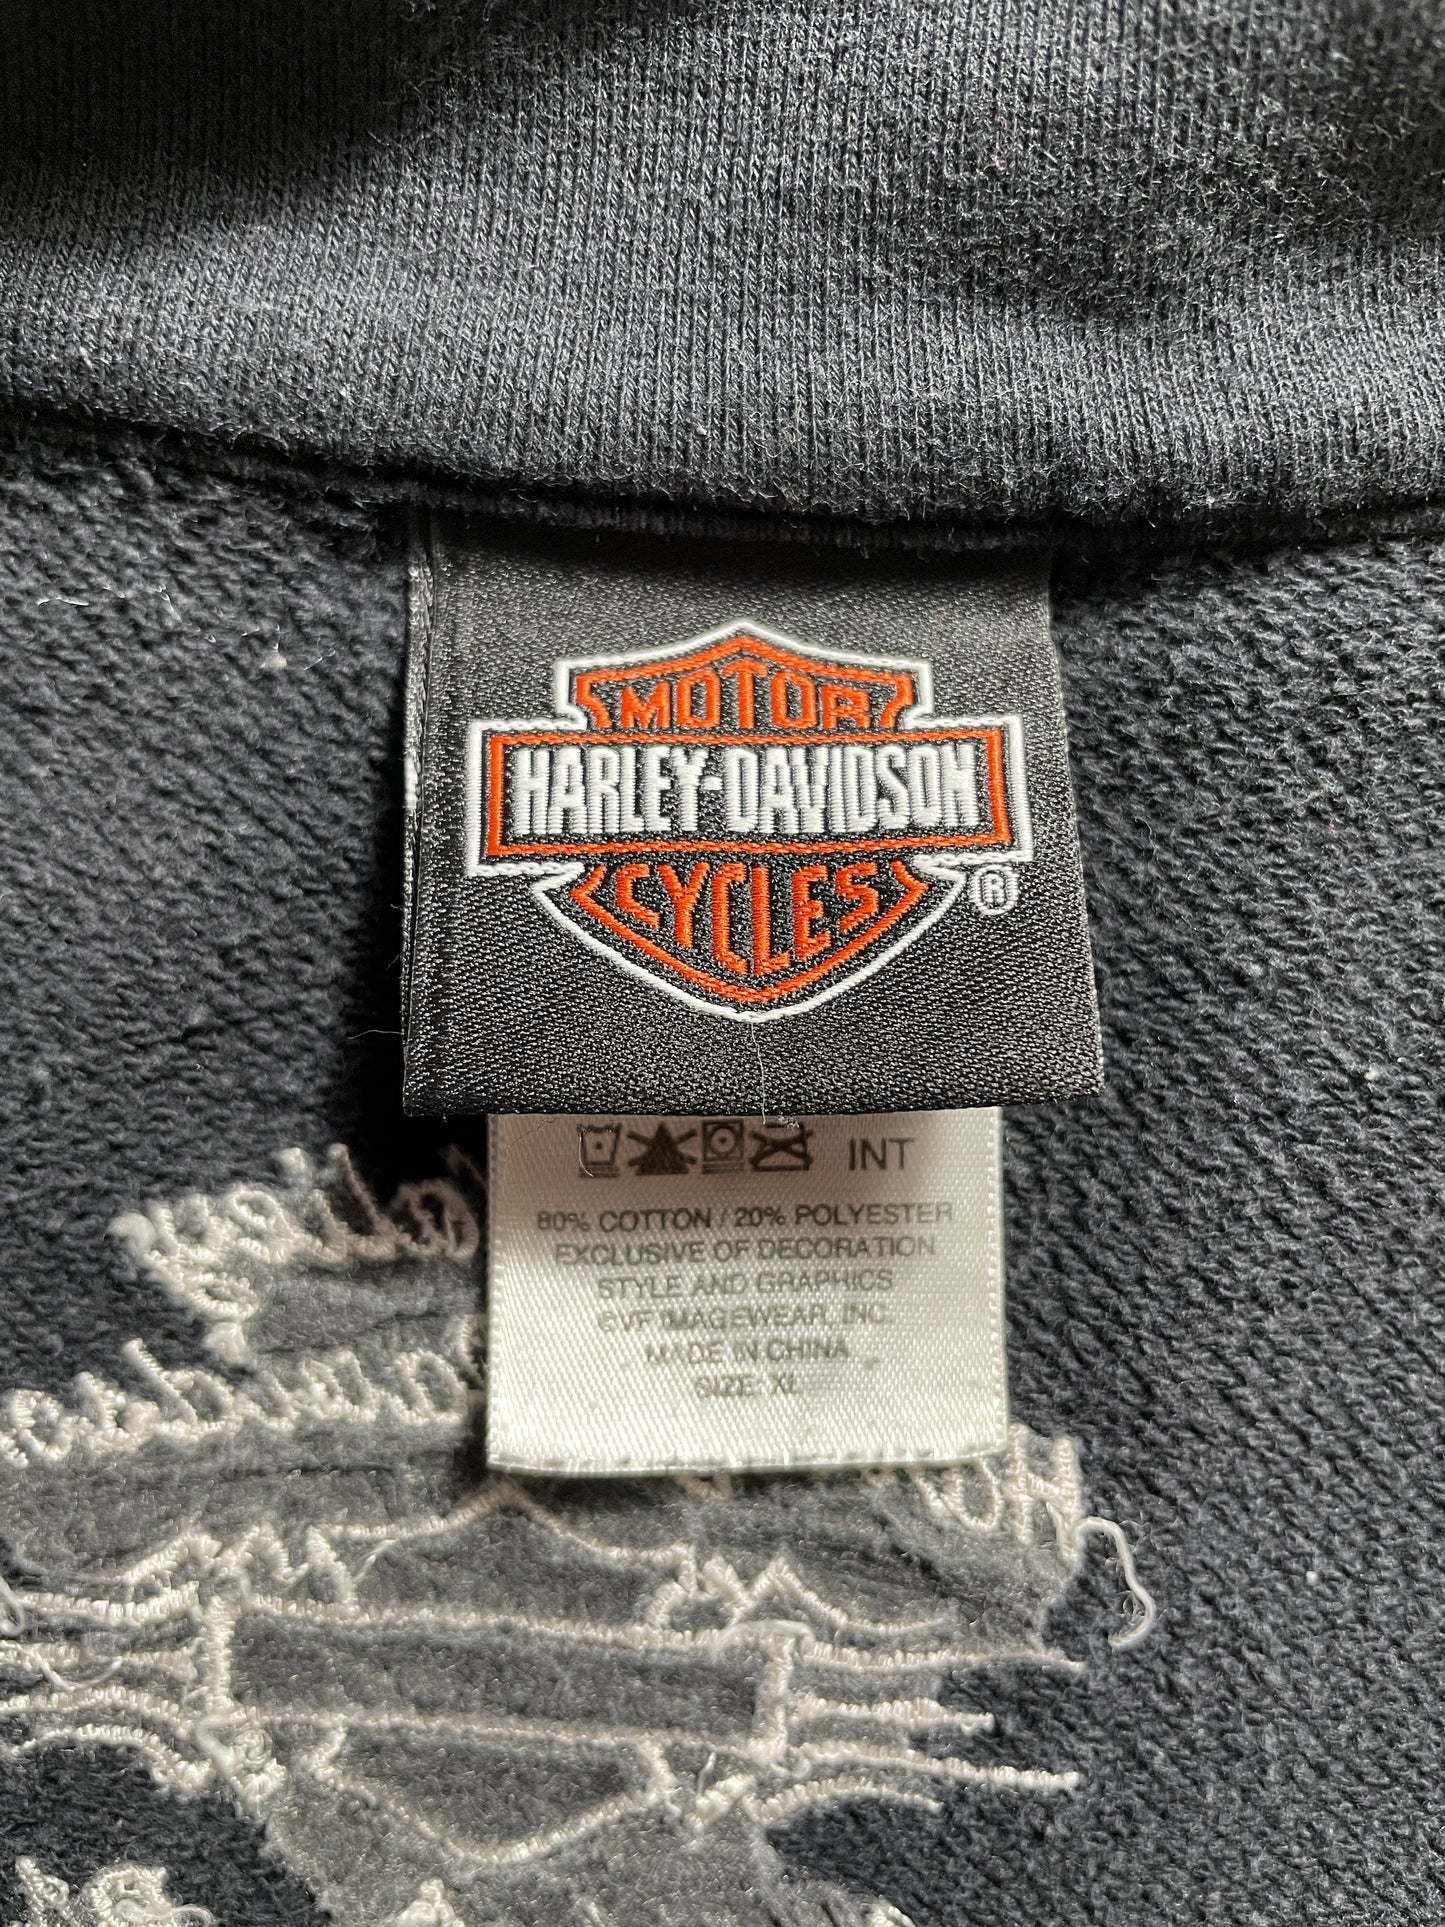 MOTOR
HARLEY-DAVIDSON
CYCLES
®
INT
80% COTTON / 20% POLYESTER
EXCLUSIVE OF DECORATION
STYLE AND GRAPHICS
©VF IMAGEWEAR, INC.
MADE IN CHINA
SIZE: XL